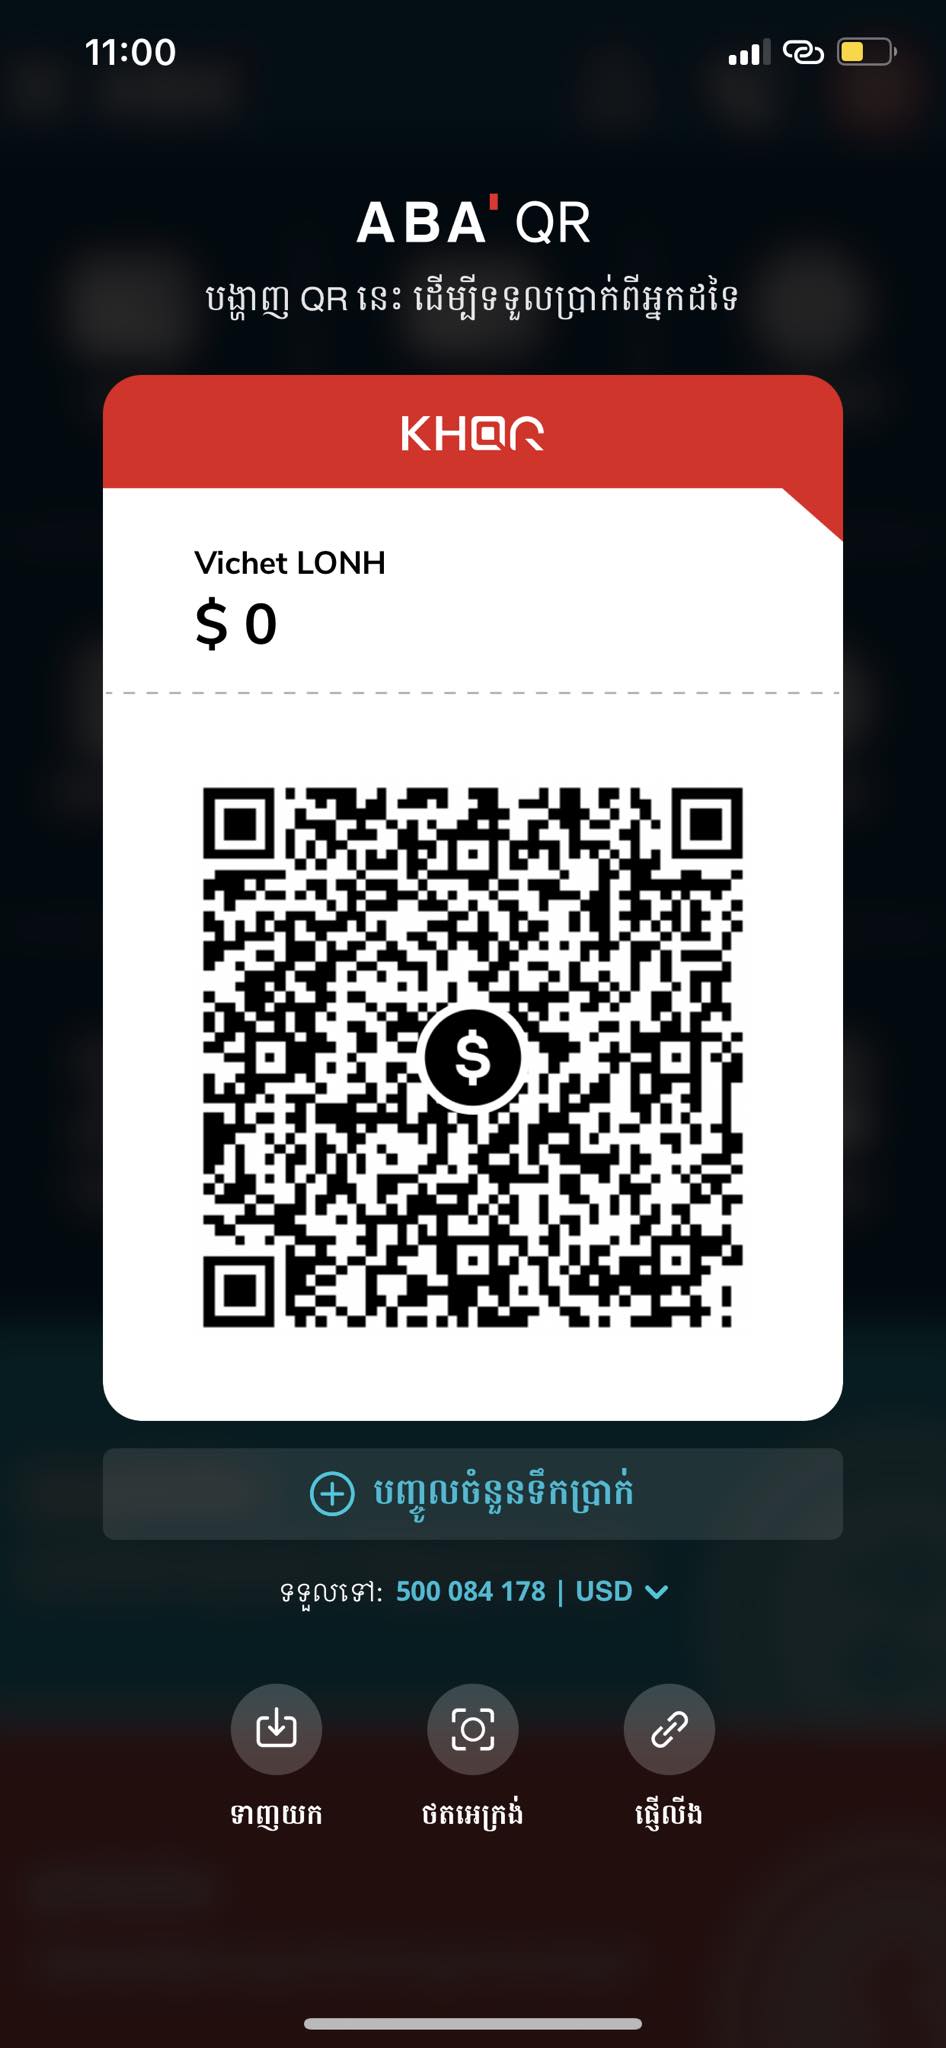 11:00
ABA' QR
បង្ហាញ QR នេះ ដើម្បីទទួលប្រាក់ពីអ្នកដទៃ
KHQR
Vichet LONH
$ 0
$
បញ្ចូលចំនួនទឹកប្រាក់
ទទួលទៅ: 500 084 178 | USD
ទាញយក
ថតអេក្រង់
ផ្ញើលីង